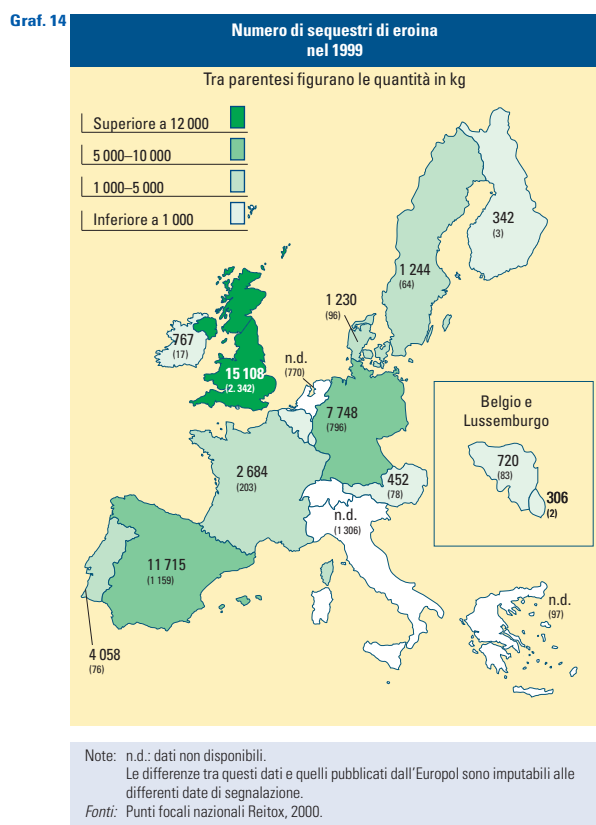 Graf. 14
Numero di sequestri di eroina
nel 1999
Tra parentesi figurano le quantità in kg
Superiore a 12 000
5 000–10 000
1 000–5 000
Inferiore a 1 000
342
(3)
1 244
(64)
1 230
(96)
767
(17)
n.d.
(770)
15 108
(2. 342)
7 748
(796)
Belgio e
Lussemburgo
720
(83)
306
(2)
2 684
(203)
452
(78)
n.d.
(1 306)
11 715
(1 159)
n.d.
(97)
4 058
(76)
Note: n.d.: dati non disponibili.
Le differenze tra questi dati e quelli pubblicati dall'Europol sono imputabili alle
differenti date di segnalazione.
Fonti: Punti focali nazionali Reitox, 2000.